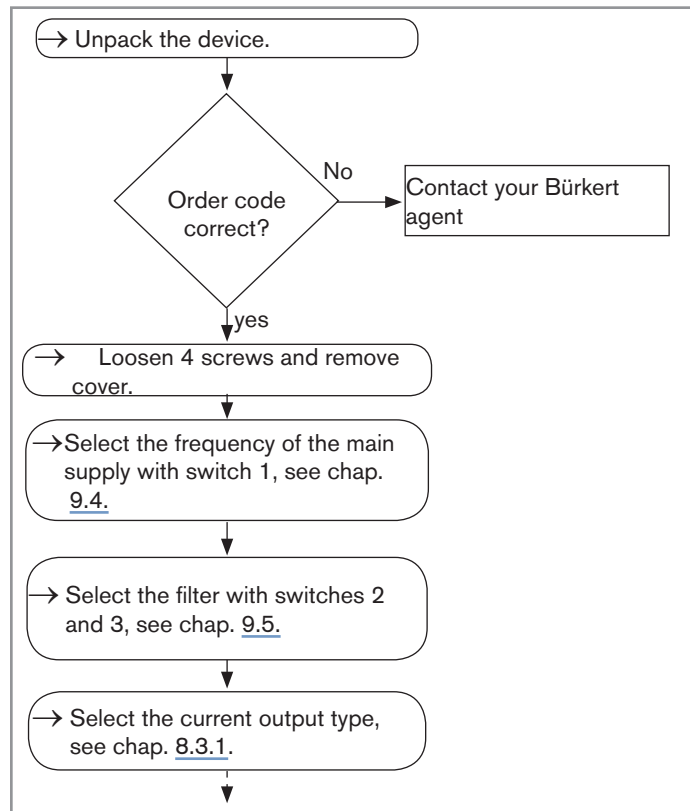 → Unpack the device.
No
Order code
correct?
Contact your Bürkert
agent
yes
→ Loosen 4 screws and remove
cover.
→ Select the frequency of the main
supply with switch 1, see chap.
9.4.
→ Select the filter with switches 2
and 3, see chap. 9.5.
→ Select the current output type,
see chap. 8.3.1.